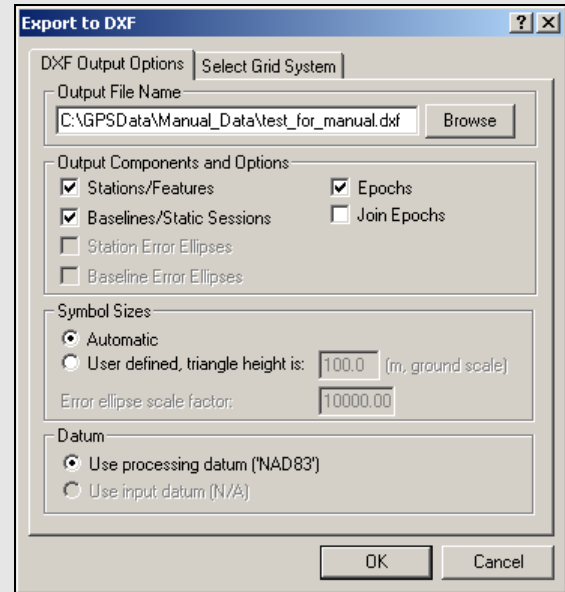 Export to DXF
DXF Output Options
Select Grid System
Output File Name
C:\GPSData\Manual_Data\test_for_manual.dxf
Browse
Output Components and Options
Stations/Features
Epochs
Baselines/Static Sessions
Join Epochs
Station Error Ellipses
Baseline Error Ellipses
Symbol Sizes
Automatic
User defined, triangle height is: 100.0 (m, ground scale)
Error ellipse scale factor: 10000.00
Datum
Use processing datum ('NAD83')
Use input datum (N/A)
OK
Cancel